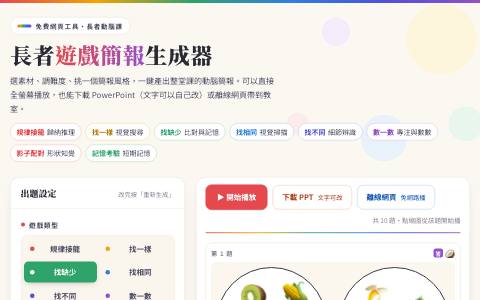 免費網頁工具・長者動腦課
長者遊戲簡報生成器
選素材、調難度、挑一個簡報風格，一鍵產出整堂課的動腦簡報。可以直接
全螢幕播放，也能下載 PowerPoint（文字可以自己改）或離線網頁帶到教
室。
規律接龍 歸納推理
找一樣 視覺搜尋
找缺少 比對與記憶
找相同 視覺掃描
找不同 細節辨識
數一數 專注與數數
影子配對 形狀知覺
記憶考驗 短期記憶
出題設定
改完按「重新生成」
遊戲類型
規律接龍
找一樣
找缺少
找相同
找不同
數一數
▶ 開始播放
下載 PPT 文字可改
離線網頁 免網路播
共 10 題・點縮圖從該題開始播
第 1 題